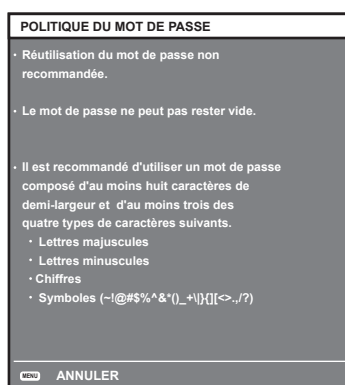 POLITIQUE DU MOT DE PASSE
· Réutilisation du mot de passe non
recommandée.
· Le mot de passe ne peut pas rester vide.
· Il est recommandé d'utiliser un mot de passe
composé d'au moins huit caractères de
demi-largeur et d'au moins trois des
quatre types de caractères suivants.
· Lettres majuscules
· Lettres minuscules
· Chiffres
· Symboles (~!@#$%^&*()_+\|}{][<>.,/?)
MENU ANNULER